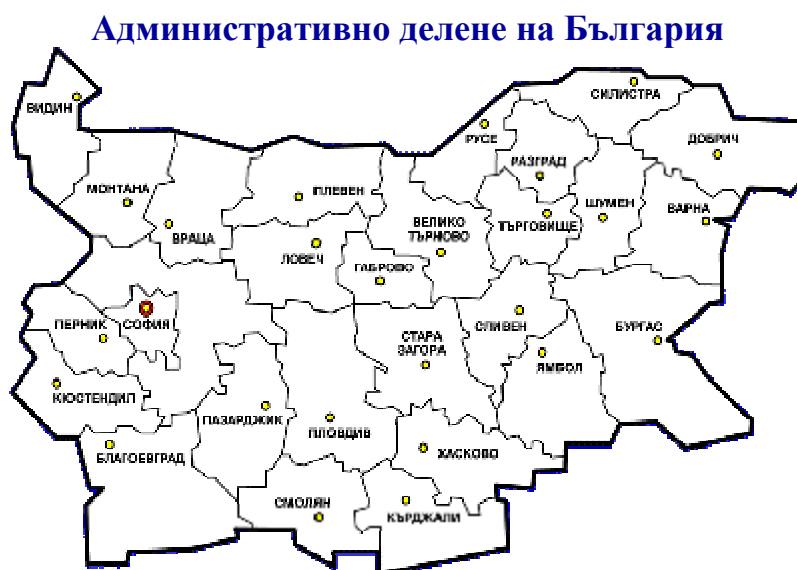 Административно делене на България
ВИДИН
СИЛИСТРА
РУСЕ
ДОБРИЧ
РАЗГРАД
МОНТАНА
ПЛЕВЕН
ШУМЕН
ВАРНА
ВЕЛИКО
ТЪРНОВО
ТЪРГОВИЩЕ
ВРАЦА
ЛОВЕЧ
ГАБРОВО
ПЕРНИК
СОФИЯ
СЛИВЕН
БУРГАС
СТАРА
ЗАГОРА
ЯМБОЛ
КЮСТЕНДИЛ
ПАЗАРДЖИК
ПЛОВДИВ
БЛАГОЕВГРАД
ХАСКОВО
СМОЛЯН
КЪРДЖАЛИ